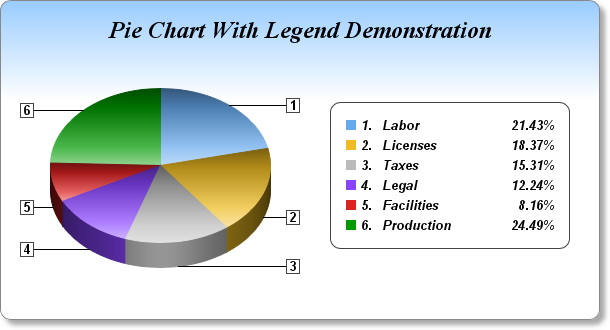 Pie Chart With Legend Demonstration
6
1
5
2
4
3
1. Labor 21.43%
2. Licenses 18.37%
3. Taxes 15.31%
4. Legal 12.24%
5. Facilities 8.16%
6. Production 24.49%